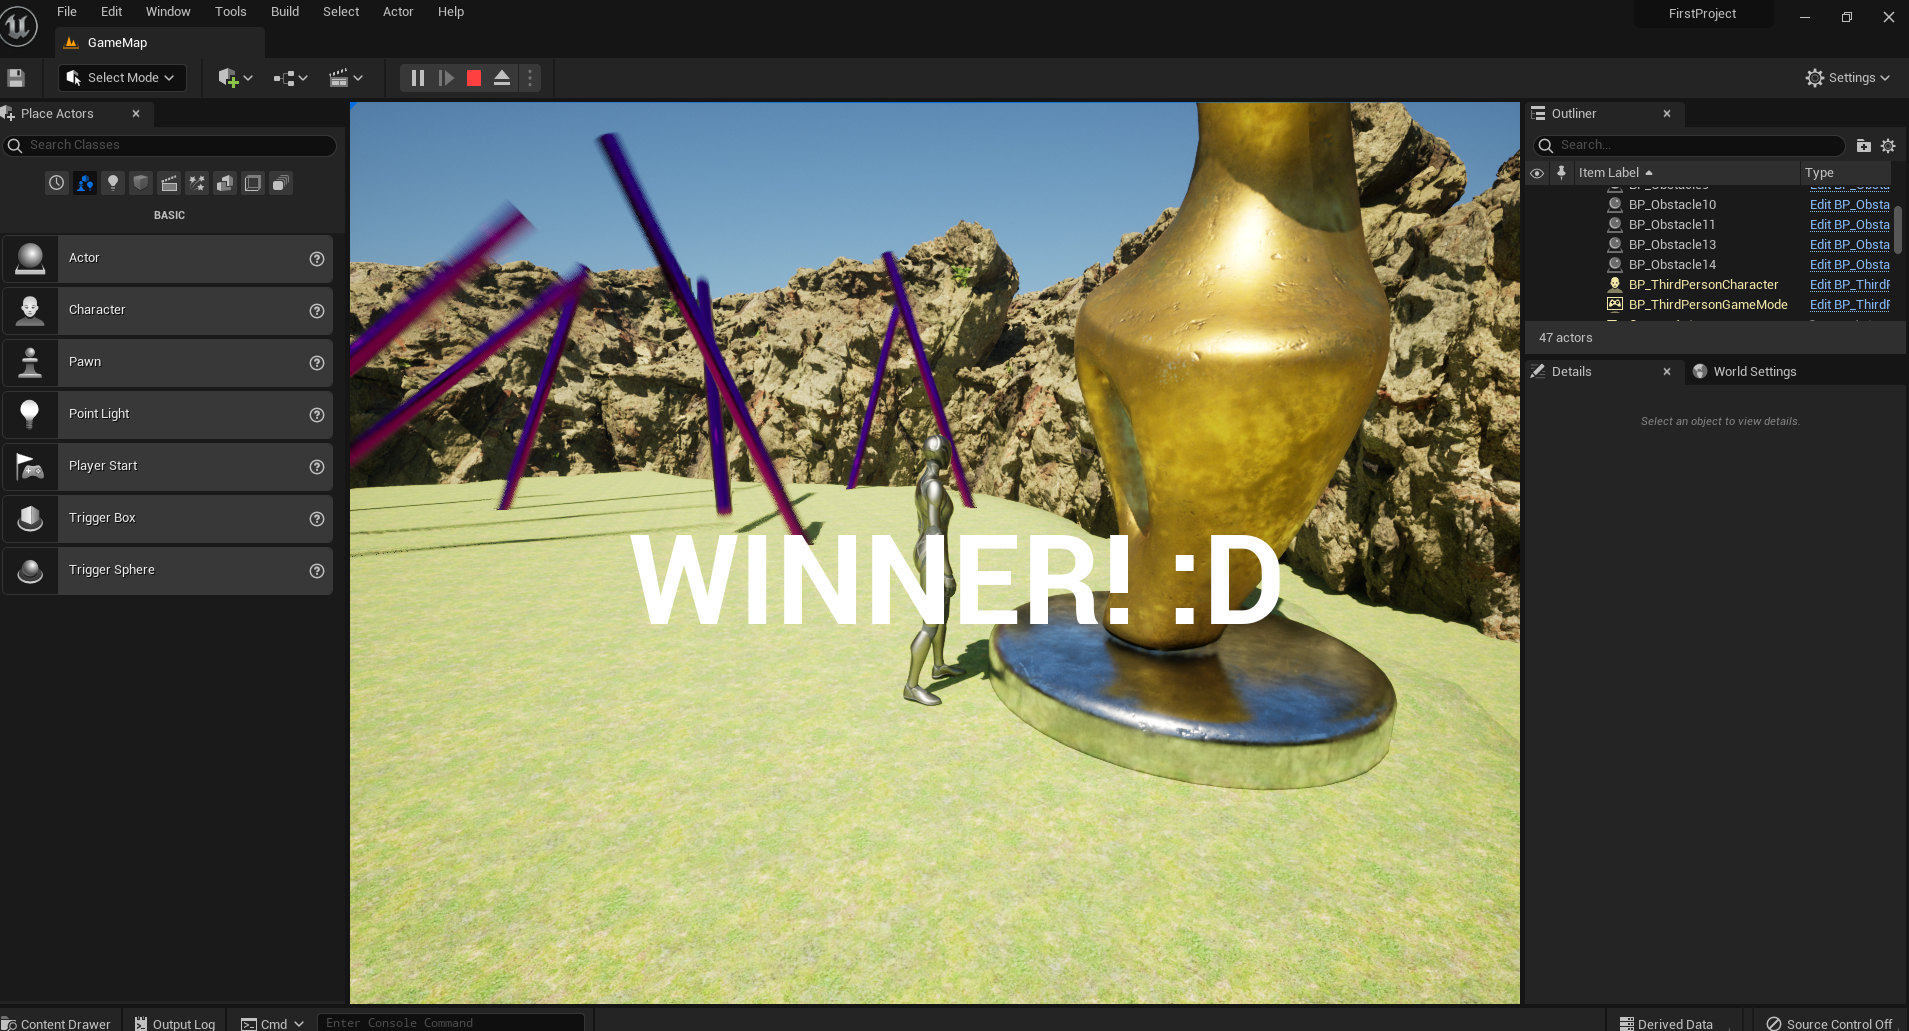 File Edit Window Tools Build Select Actor Help
FirstProject
GameMap
Select Mode
Settings
Place Actors
Search Classes
BASIC
Actor
Character
Pawn
Point Light
Player Start
Trigger Box
Trigger Sphere
WINNER! :D
Outliner
Search...
Item Label Type
BP_Obstacle10 Edit BP_Obsta
BP_Obstacle11 Edit BP_Obsta
BP_Obstacle13 Edit BP_Obsta
BP_Obstacle14 Edit BP_Obsta
BP_ThirdPersonCharacter Edit BP_Third
BP_ThirdPersonGameMode Edit BP_Third
47 actors
Details World Settings
Select an object to view details.
Content Drawer Output Log Cmd Enter Console Command Derived Data Source Control Off